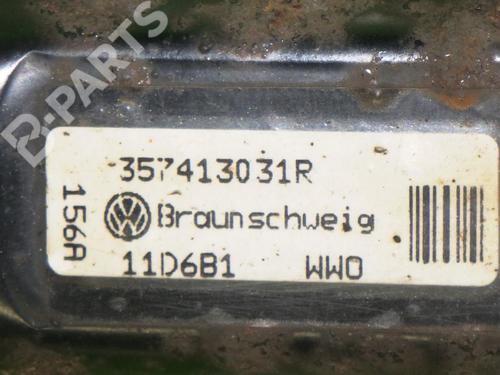 B-PARTS
357413031R
156A
Braunschweig
11D6B1 WWO